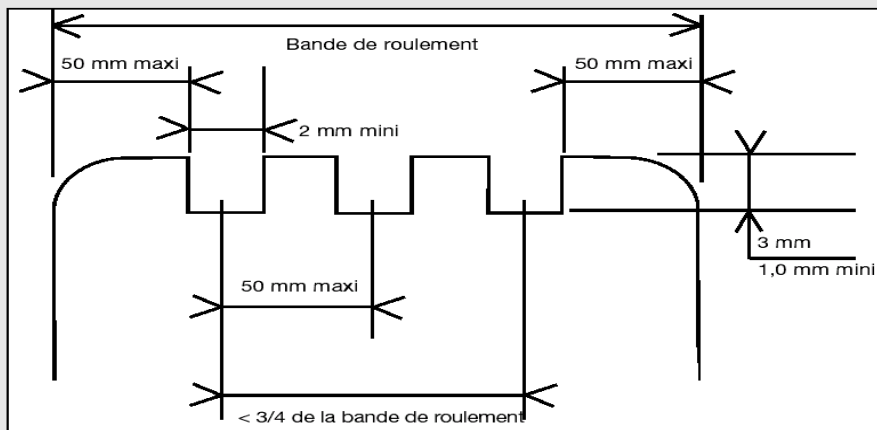 Bande de roulement
50 mm maxi
50 mm maxi
2 mm mini
3 mm
1,0 mm mini
50 mm maxi
< 3/4 de la bande de roulement